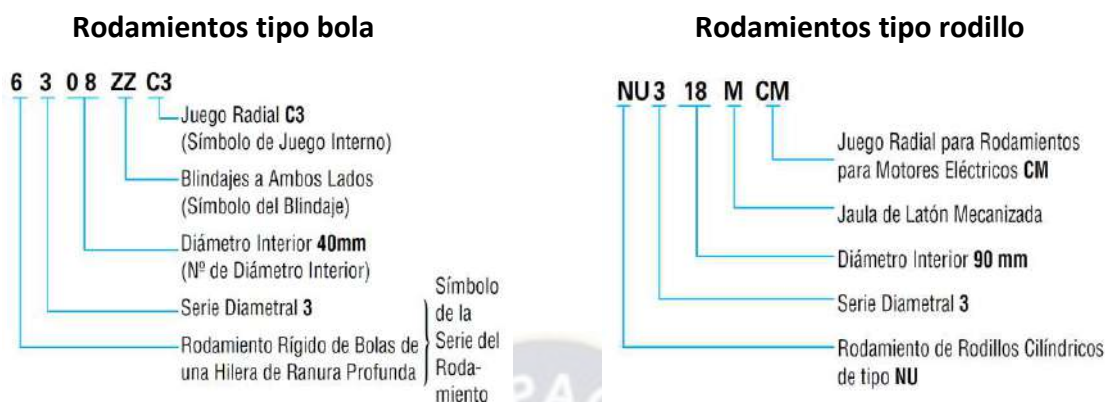 Rodamientos tipo bola
6 3 08 ZZ C3
Juego Radial C3
(Símbolo de Juego Interno)
Blindajes a Ambos Lados
(Símbolo del Blindaje)
Diámetro Interior 40mm
(Nº de Diámetro Interior)
Serie Diametral 3
Rodamiento Rígido de Bolas de
una Hilera de Ranura Profunda
Símbolo
de la
Serie del
Roda-
miento
Rodamientos tipo rodillo
NU 3 18 M CM
Juego Radial para Rodamientos
para Motores Eléctricos CM
Jaula de Latón Mecanizada
Diámetro Interior 90 mm
Serie Diametral 3
Rodamiento de Rodillos Cilíndricos
de tipo NU